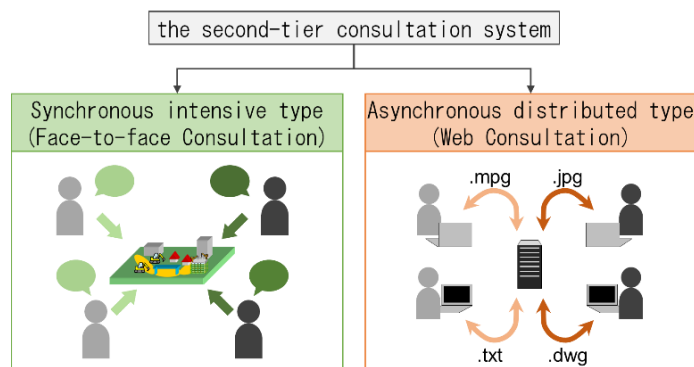 the second-tier consultation system
Synchronous intensive type
(Face-to-face Consultation)
Asynchronous distributed type
(Web Consultation)
.mpg
.jpg
.txt
.dwg